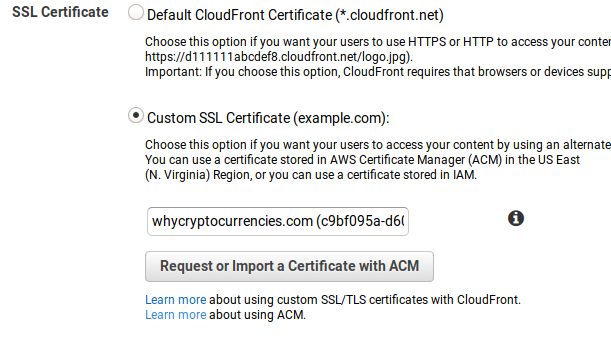 SSL Certificate
Default CloudFront Certificate (*.cloudfront.net)
Choose this option if you want your users to use HTTPS or HTTP to access your conten
https://d111111abcdef8.cloudfront.net/logo.jpg).
Important: If you choose this option, CloudFront requires that browsers or devices supp
Custom SSL Certificate (example.com):
Choose this option if you want your users to access your content by using an alternate
You can use a certificate stored in AWS Certificate Manager (ACM) in the US East
(N. Virginia) Region, or you can use a certificate stored in IAM.
whycryptocurrencies.com (c9bf095a-d60
Request or Import a Certificate with ACM
Learn more about using custom SSL/TLS certificates with CloudFront.
Learn more about using ACM.